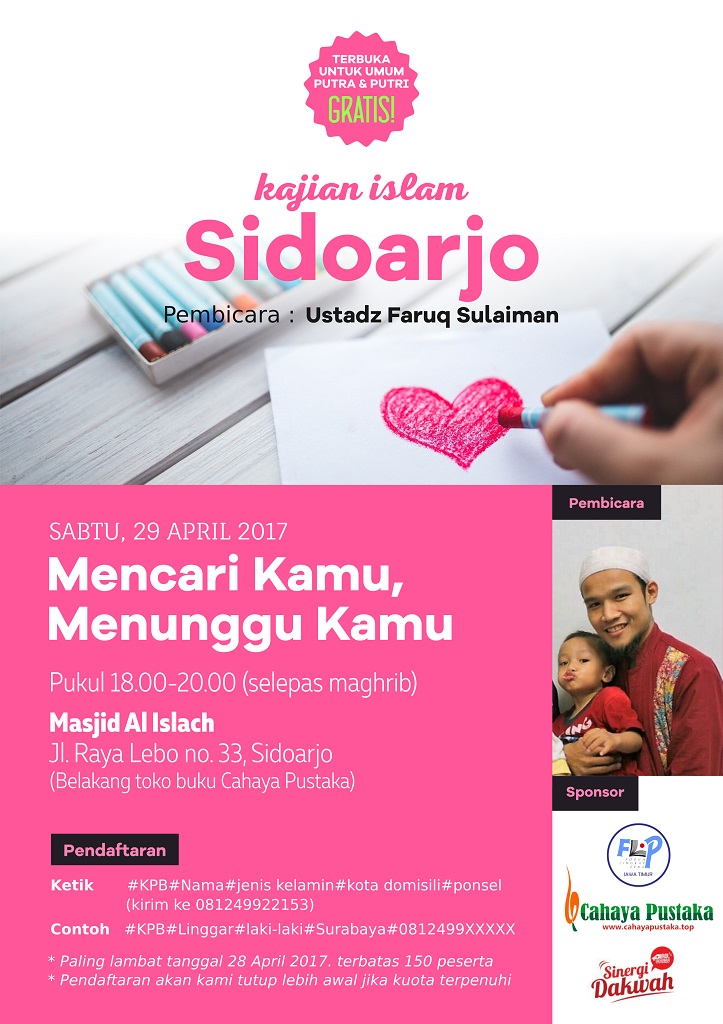 TERBUKA
UNTUK UMUM
PUTRA & PUTRI
GRATIS!
kajian islam
Sidoarjo
Pembicara : Ustadz Faruq Sulaiman
Pembicara
SABTU, 29 APRIL 2017
Mencari Kamu,
Menunggu Kamu
Pukul 18.00-20.00 (selepas maghrib)
Masjid Al Islach
Jl. Raya Lebo no. 33, Sidoarjo
(Belakang toko buku Cahaya Pustaka)
Pendaftaran
Ketik #KPB#Nama#jenis kelamin#kota domisili#ponsel
(kirim ke 081249922153)
Contoh #KPB#Linggar#laki-laki#Surabaya#0812499XXXXX
* Paling lambat tanggal 28 April 2017. terbatas 150 peserta
* Pendaftaran akan kami tutup lebih awal jika kuota terpenuhi
Sponsor
FLP
JAWA TIMUR
Cahaya Pustaka
www.cahayapustaka.top
Sinergi
Dakwah